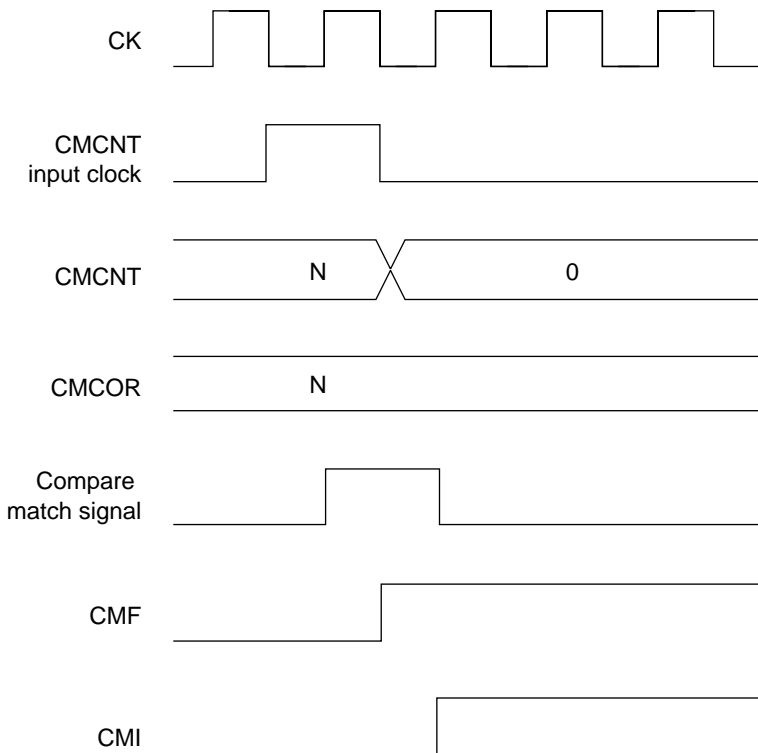 CK
CMCNT
input clock
CMCNT
N
0
CMCOR
N
Compare
match signal
CMF
CMI